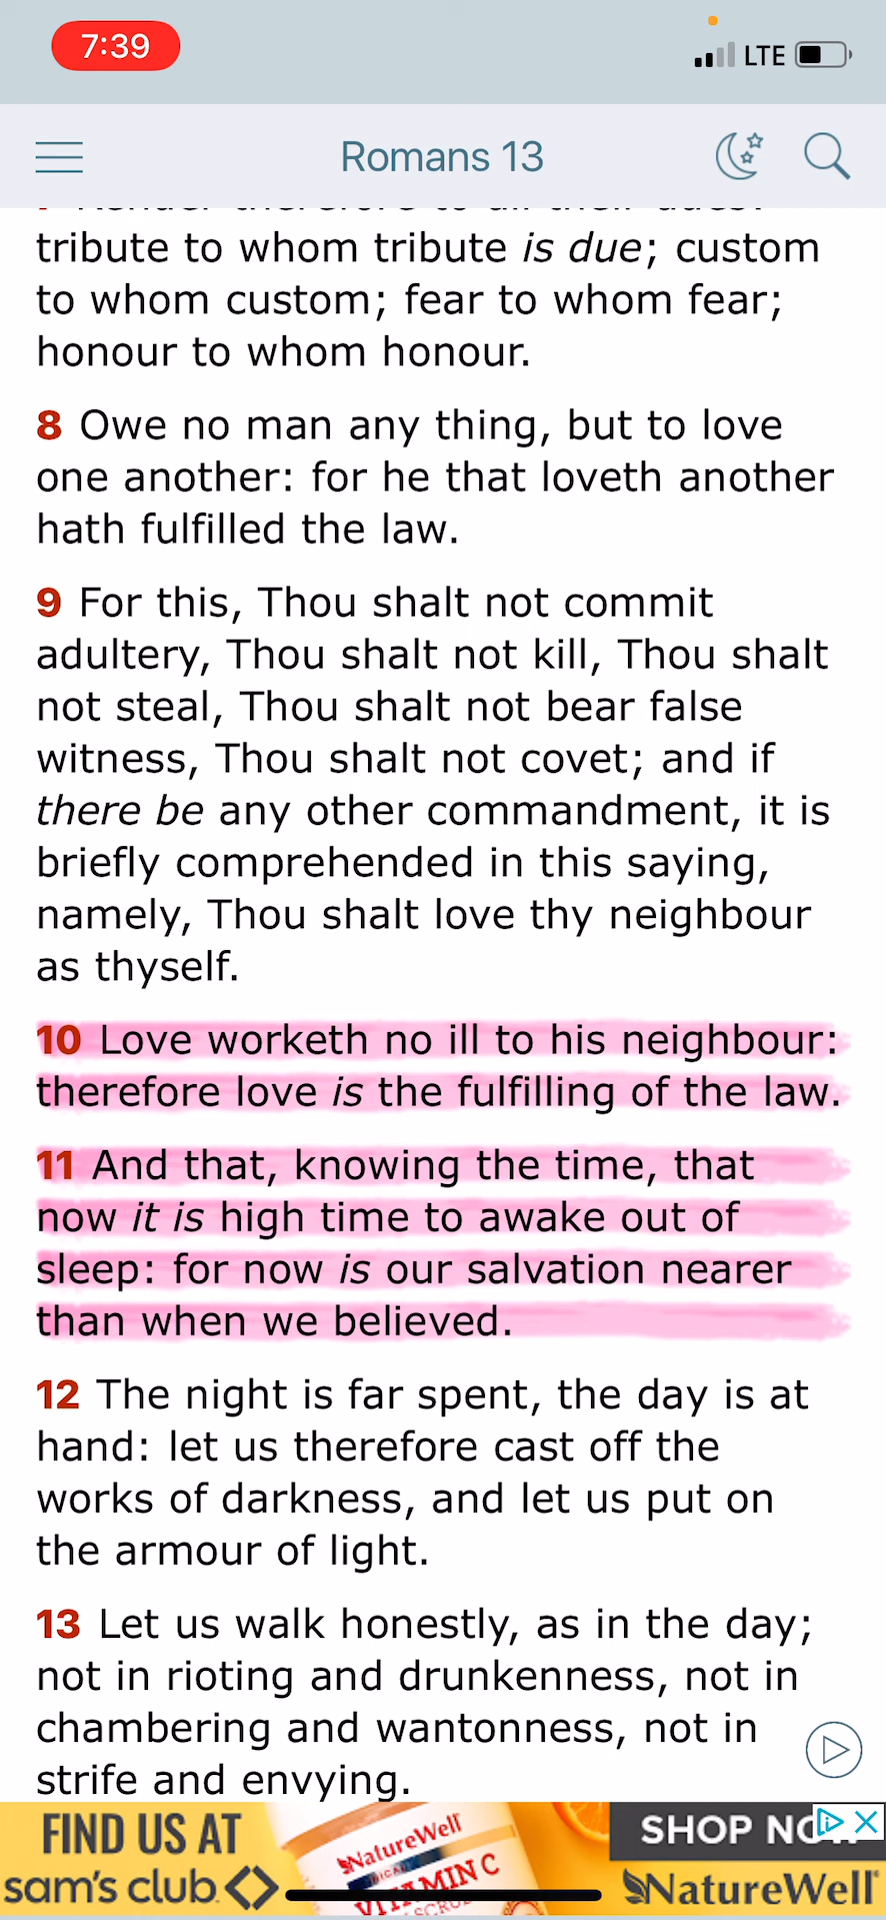 7:39
LTE
Romans 13
tribute to whom tribute is due; custom
to whom custom; fear to whom fear;
honour to whom honour.
8 Owe no man any thing, but to love
one another: for he that loveth another
hath fulfilled the law.
9 For this, Thou shalt not commit
adultery, Thou shalt not kill, Thou shalt
not steal, Thou shalt not bear false
witness, Thou shalt not covet; and if
there be any other commandment, it is
briefly comprehended in this saying,
namely, Thou shalt love thy neighbour
as thyself.
10 Love worketh no ill to his neighbour:
therefore love is the fulfilling of the law.
11 And that, knowing the time, that
now it is high time to awake out of
sleep: for now is our salvation nearer
than when we believed.
12 The night is far spent, the day is at
hand: let us therefore cast off the
works of darkness, and let us put on
the armour of light.
13 Let us walk honestly, as in the day;
not in rioting and drunkenness, not in
chambering and wantonness, not in
strife and envying.
FIND US AT
sam's club
NatureWell
VITAMIN C
SHOP
NatureWell